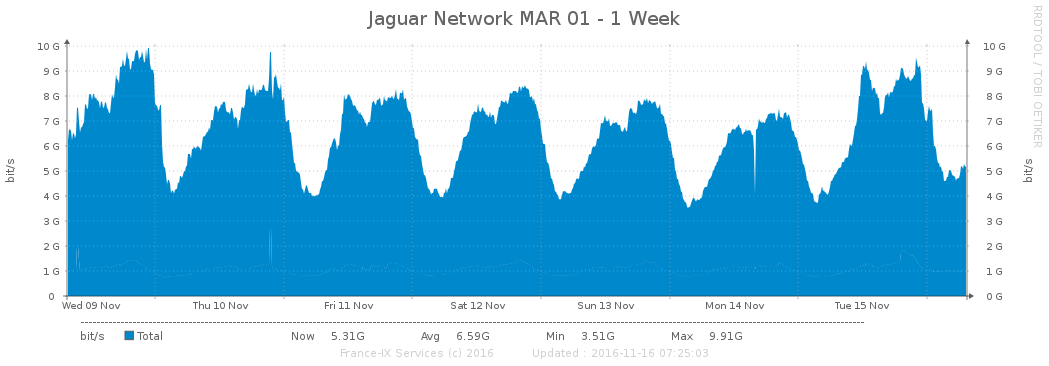 Jaguar Network MAR 01 - 1 Week
RRDTOOL / TOBI OETIKER
10 G 10 G
9 G 9 G
8 G 8 G
7 G 7 G
6 G 6 G
bit/s bit/s
5 G 5 G
4 G 4 G
3 G 3 G
2 G 2 G
1 G 1 G
0 0 G
Wed 09 Nov Thu 10 Nov Fri 11 Nov Sat 12 Nov Sun 13 Nov Mon 14 Nov Tue 15 Nov
bit/s Total Now 5.31G Avg 6.59G Min 3.51G Max 9.91G
France-IX Services (c) 2016 Updated : 2016-11-16 07:25:03